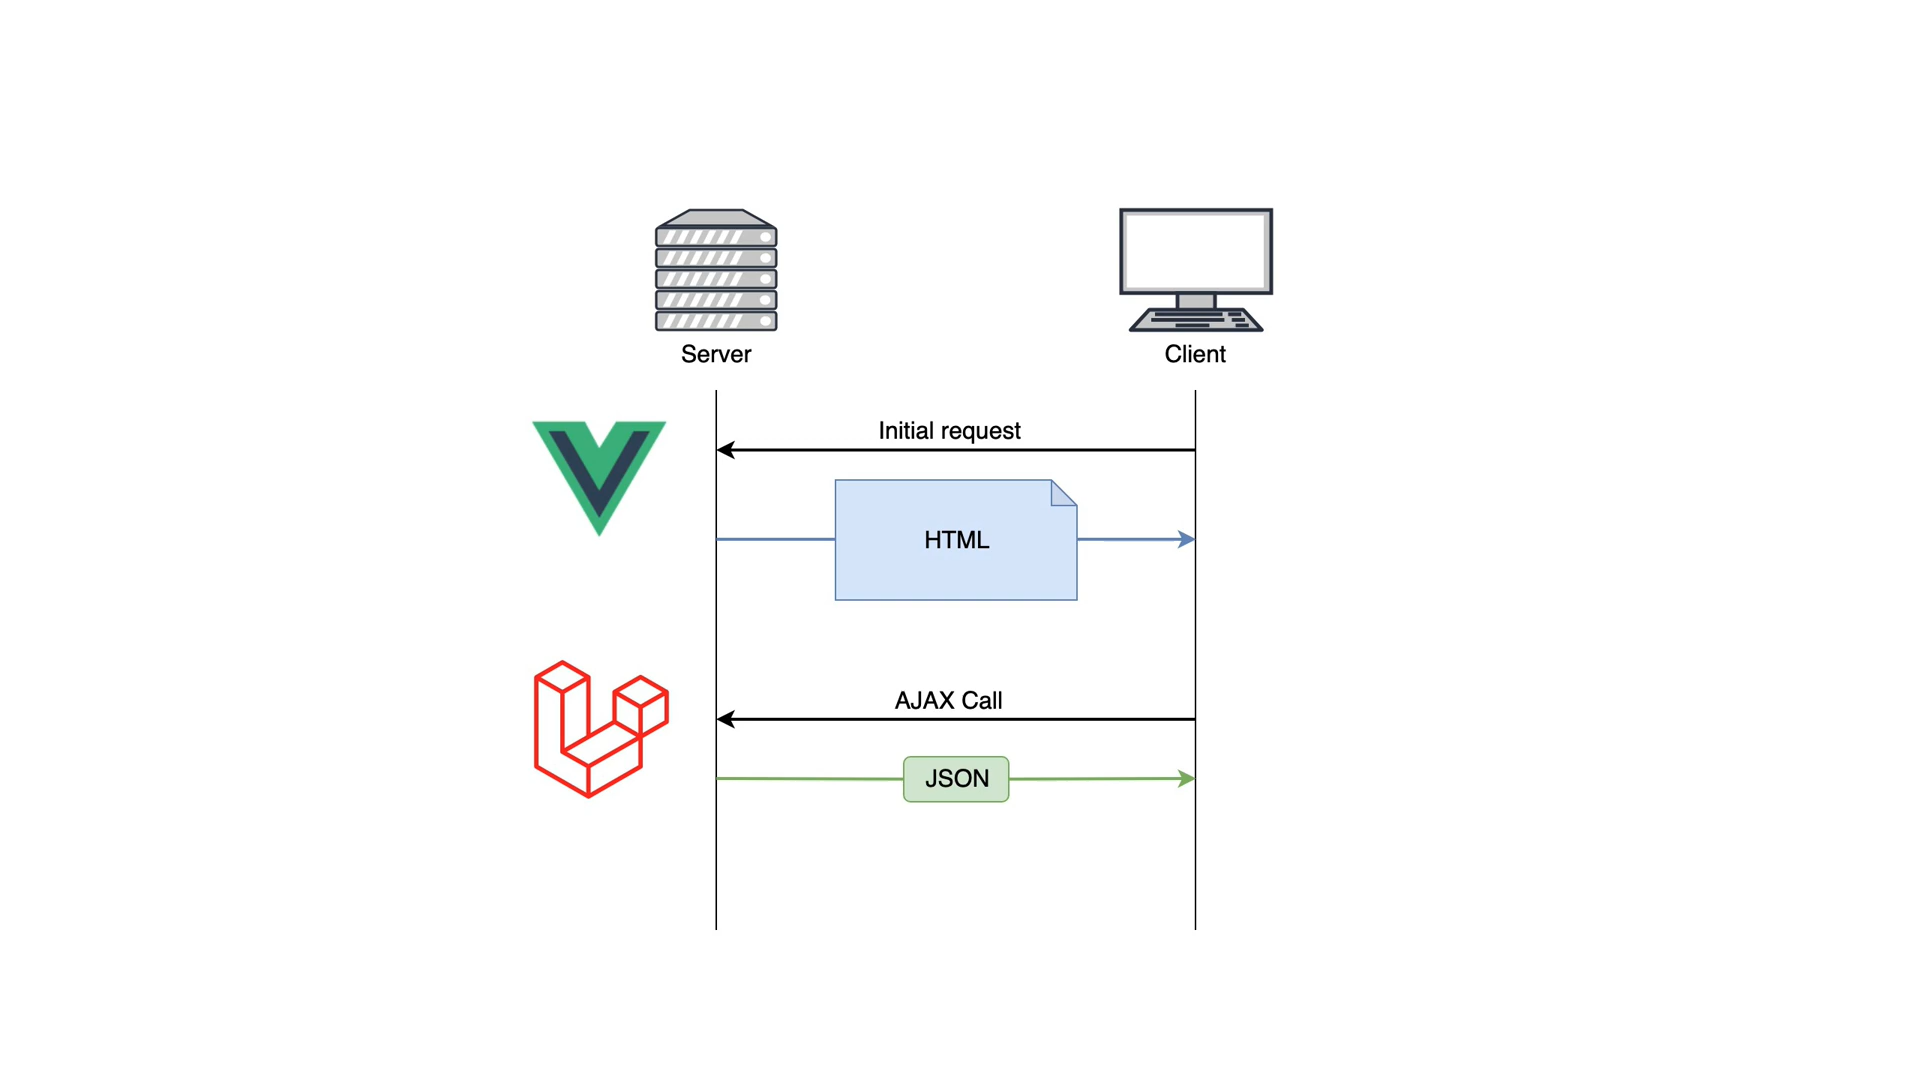 Server
Client
Initial request
HTML
AJAX Call
JSON